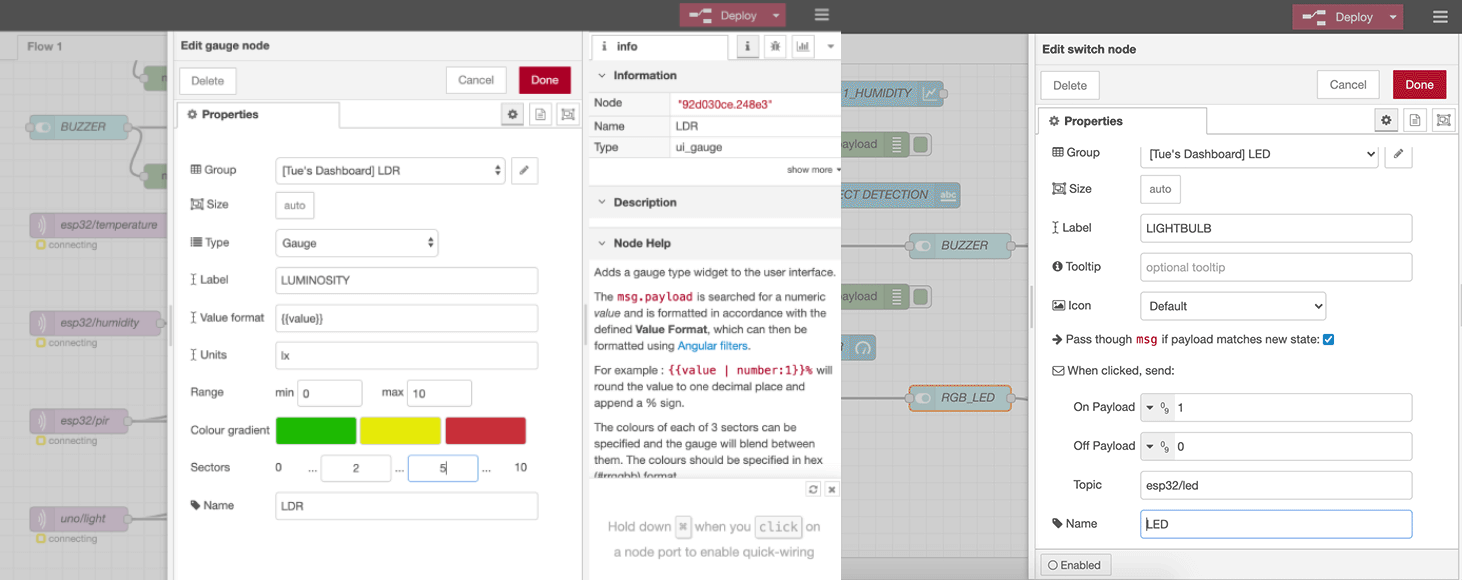 Deploy
Flow 1
BUZZER
esp32/temperature
connecting
esp32/humidity
connecting
esp32/pir
connecting
uno/light
connecting
Edit gauge node
Delete
Cancel
Done
Properties
Group
[Tue's Dashboard] LDR
Size
auto
Type
Gauge
Label
LUMINOSITY
Value format
{{value}}
Units
lx
Range
min 0 max 10
Colour gradient
Sectors
0 ... 2 ... 5 ... 10
Name
LDR
info
i
Information
Node "92d030ce.248e3"
Name LDR
Type ui_gauge
show more
Description
Node Help
Adds a gauge type widget to the user interface.
The msg.payload is searched for a numeric
value and is formatted in accordance with the
defined Value Format, which can then be
formatted using Angular filters.
For example : {{value | number:1}}% will
round the value to one decimal place and
append a % sign.
The colours of each of 3 sectors can be
specified and the gauge will blend between
them. The colours should be specified in hex
(#rrggbb) format.
Hold down ⌘ when you click on
a node port to enable quick-wiring
Deploy
1_HUMIDITY
ayload
ECT DETECTION
abc
BUZZER
ayload
R
RGB_LED
Edit switch node
Delete
Cancel
Done
Properties
Group
[Tue's Dashboard] LED
Size
auto
Label
LIGHTBULB
Tooltip
optional tooltip
Icon
Default
Pass though msg if payload matches new state:
When clicked, send:
On Payload
1
Off Payload
0
Topic
esp32/led
Name
LED
Enabled